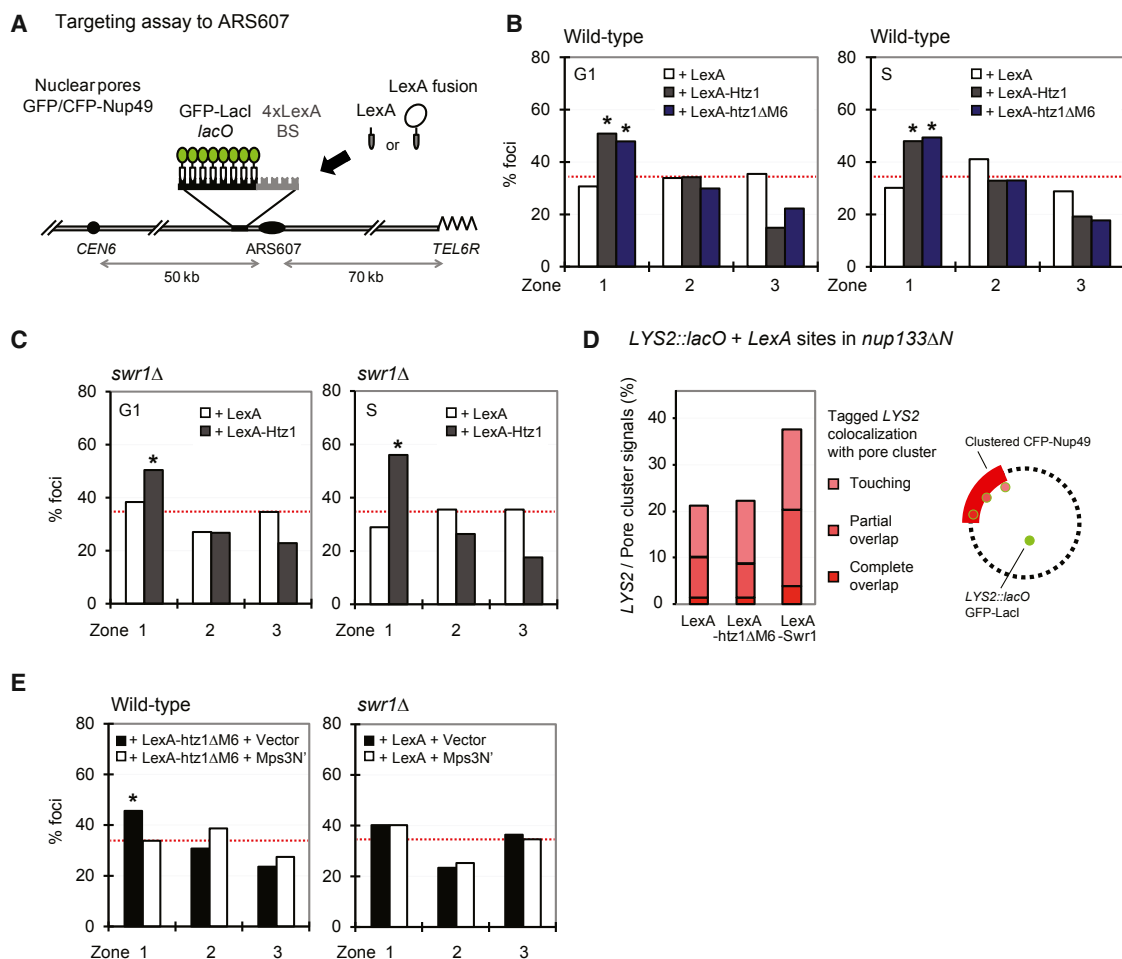 A Targeting assay to ARS607
Nuclear pores
GFP/CFP-Nup49
GFP-LacI
lacO
4xLexA
BS
LexA fusion
LexA
or
CEN6
ARS607
TEL6R
50 kb
70 kb
B
Wild-type
G1
+ LexA
+ LexA-Htz1
+ LexA-htz1ΔM6
* *
% foci
80
60
40
20
0
Zone 1 2 3
Wild-type
S
+ LexA
+ LexA-Htz1
+ LexA-htz1ΔM6
* *
80
60
40
20
0
Zone 1 2 3
C
swr1Δ
G1
+ LexA
+ LexA-Htz1
*
% foci
80
60
40
20
0
Zone 1 2 3
swr1Δ
S
+ LexA
+ LexA-Htz1
*
80
60
40
20
0
Zone 1 2 3
D LYS2::lacO + LexA sites in nup133ΔN
LYS2 / Pore cluster signals (%)
40
30
20
10
0
LexA
LexA
-htz1ΔM6
LexA
-Swr1
Tagged LYS2
colocalization
with pore cluster
Touching
Partial
overlap
Complete
overlap
Clustered CFP-Nup49
LYS2::lacO
GFP-LacI
E
Wild-type
+ LexA-htz1ΔM6 + Vector
+ LexA-htz1ΔM6 + Mps3N'
*
% foci
80
60
40
20
0
Zone 1 2 3
swr1Δ
+ LexA + Vector
+ LexA + Mps3N'
80
60
40
20
0
Zone 1 2 3